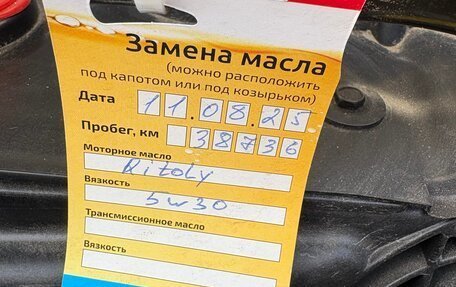 Замена масла
(можно расположить
под капотом или под козырьком)
Дата 11.08.25
Пробег, км 38736
Моторное масло
Ritoly
Вязкость
5w30
Трансмиссионное масло
Вязкость